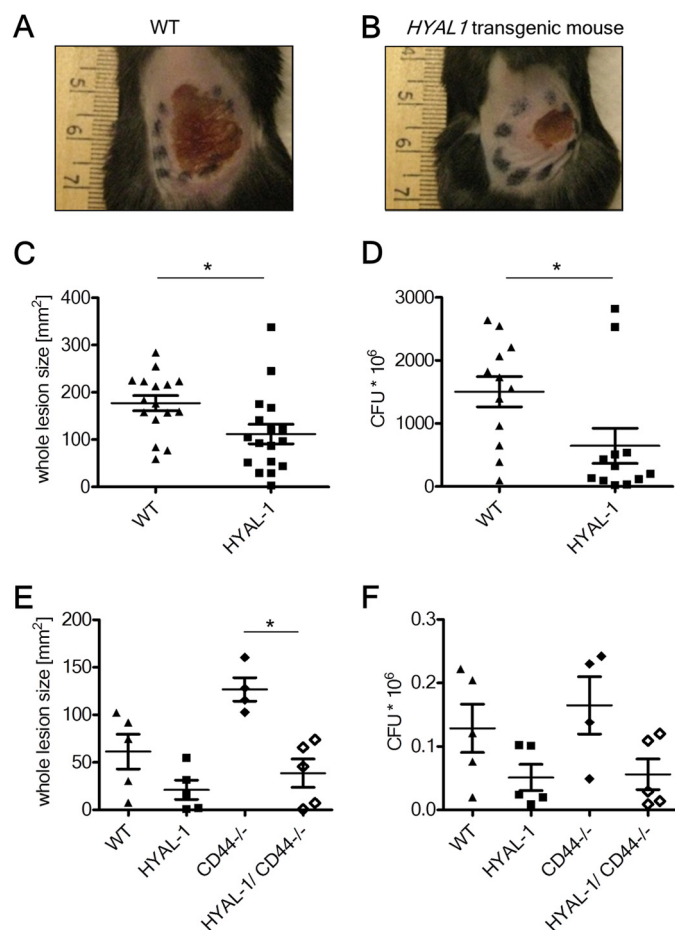 A
WT
B
HYAL1 transgenic mouse
5
6
7
4
5
6
7
C
*
whole lesion size [mm²]
400
300
200
100
0
WT
HYAL-1
D
*
CFU * 10⁶
3000
2000
1000
0
WT
HYAL-1
E
*
whole lesion size [mm²]
200
150
100
50
0
WT
HYAL-1
CD44-/-
HYAL-1/ CD44-/-
F
CFU * 10⁶
0.3
0.2
0.1
0.0
WT
HYAL-1
CD44-/-
HYAL-1/ CD44-/-